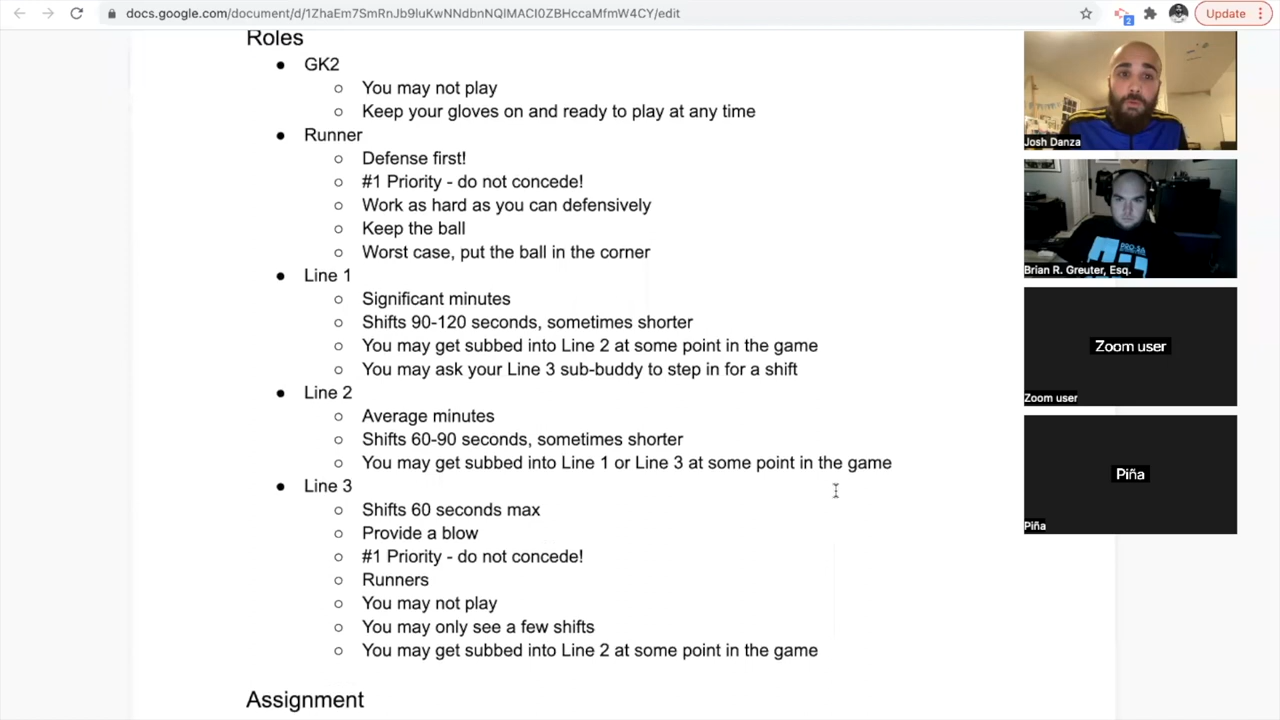 docs.google.com/document/d/1ZhaEm7SmRnJb9luKwNNdbnNQlMACI0ZBHccaMfmW4CY/edit
2
Update
Roles
● GK2
○ You may not play
○ Keep your gloves on and ready to play at any time
● Runner
○ Defense first!
○ #1 Priority - do not concede!
○ Work as hard as you can defensively
○ Keep the ball
○ Worst case, put the ball in the corner
● Line 1
○ Significant minutes
○ Shifts 90-120 seconds, sometimes shorter
○ You may get subbed into Line 2 at some point in the game
○ You may ask your Line 3 sub-buddy to step in for a shift
● Line 2
○ Average minutes
○ Shifts 60-90 seconds, sometimes shorter
○ You may get subbed into Line 1 or Line 3 at some point in the game
● Line 3
○ Shifts 60 seconds max
○ Provide a blow
○ #1 Priority - do not concede!
○ Runners
○ You may not play
○ You may only see a few shifts
○ You may get subbed into Line 2 at some point in the game
Assignment
Josh Danza
PRO:SA
Brian R. Greuter, Esq.
Zoom user
Zoom user
Piña
Piña